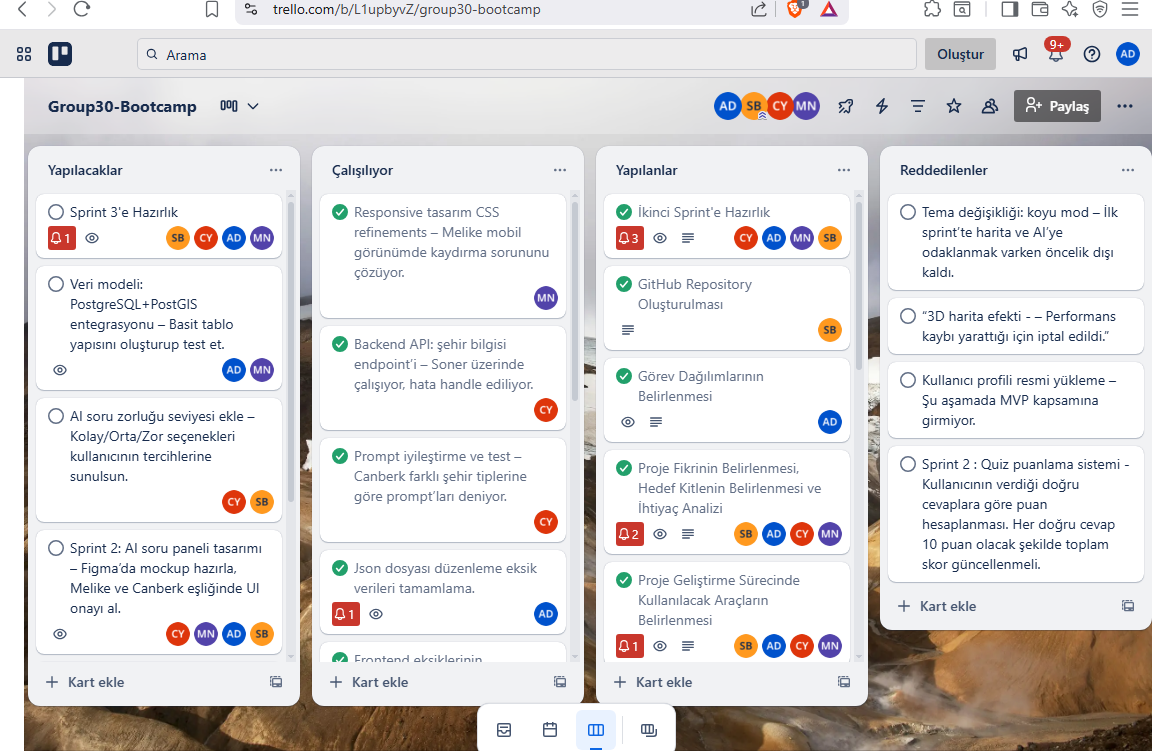 trello.com/b/L1upbyvZ/group30-bootcamp
1
Arama
Oluştur
9+
AD
Group30-Bootcamp
AD SB CY MN
Paylaş
Yapılacaklar
Sprint 3'e Hazırlık
1
SB CY AD MN
Veri modeli:
PostgreSQL+PostGIS
entegrasyonu – Basit tablo
yapısını oluşturup test et.
AD MN
AI soru zorluğu seviyesi ekle –
Kolay/Orta/Zor seçenekleri
kullanıcının tercihlerine
sunulsun.
CY SB
Sprint 2: AI soru paneli tasarımı
– Figma’da mockup hazırla,
Melike ve Canberk eşliğinde UI
onayı al.
CY MN AD SB
Kart ekle
Çalışılıyor
Responsive tasarım CSS
refinements – Melike mobil
görünümde kaydırma sorununu
çözüyor.
MN
Backend API: şehir bilgisi
endpoint’i – Soner üzerinde
çalışıyor, hata handle ediliyor.
CY
Prompt iyileştirme ve test –
Canberk farklı şehir tiplerine
göre prompt’ları deniyor.
CY
Json dosyası düzenleme eksik
verileri tamamlama.
1
AD
Frontend eksiklerinin
Kart ekle
Yapılanlar
İkinci Sprint'e Hazırlık
3
CY AD MN SB
GitHub Repository
Oluşturulması
SB
Görev Dağılımlarının
Belirlenmesi
AD
Proje Fikrinin Belirlenmesi,
Hedef Kitlenin Belirlenmesi ve
İhtiyaç Analizi
2
SB AD CY MN
Proje Geliştirme Sürecinde
Kullanılacak Araçların
Belirlenmesi
1
SB AD CY MN
Kart ekle
Reddedilenler
Tema değişikliği: koyu mod – İlk
sprint’te harita ve AI’ye
odaklanmak varken öncelik dışı
kaldı.
“3D harita efekti - – Performans
kaybı yarattığı için iptal edildi.”
Kullanıcı profili resmi yükleme –
Şu aşamada MVP kapsamına
girmiyor.
Sprint 2 : Quiz puanlama sistemi -
Kullanıcının verdiği doğru
cevaplara göre puan
hesaplanması. Her doğru cevap
10 puan olacak şekilde toplam
skor güncellenmeli.
Kart ekle